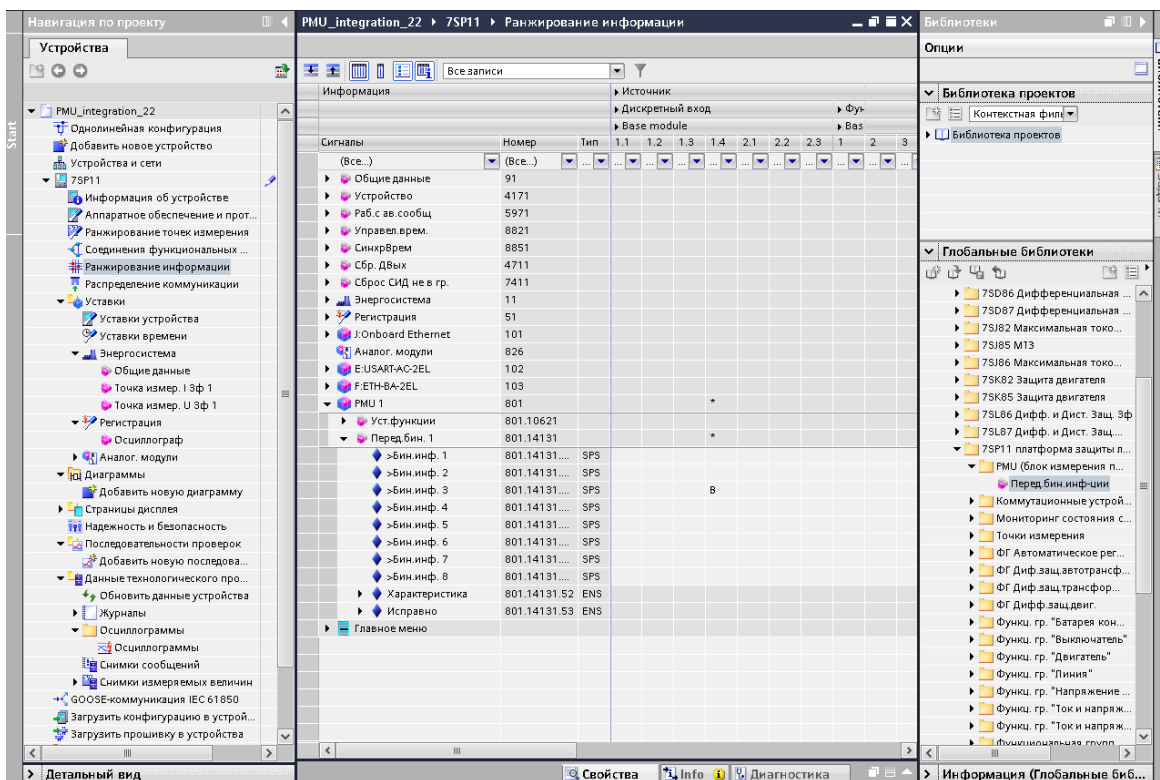 Навигация по проекту
Устройства
Start
PMU_integration_22
Однолинейная конфигурация
Добавить новое устройство
Устройства и сети
7SP11
Информация об устройстве
Аппаратное обеспечение и прот...
Ранжирование точек измерения
Соединения функциональных ...
Ранжирование информации
Распределение коммуникации
Уставки
Уставки устройства
Уставки времени
Энергосистема
Общие данные
Точка измер. I 3ф 1
Точка измер. U 3ф 1
Регистрация
Осциллограф
Аналог. модули
Диаграммы
Добавить новую диаграмму
Страницы дисплея
Надежность и безопасность
Последовательности проверок
Добавить новую последова...
Данные технологического про...
Обновить данные устройства
Журналы
Осциллограммы
Осциллограммы
Снимки сообщений
Снимки измеряемых величин
GOOSE-коммуникация IEC 61850
Загрузить конфигурацию в устрой...
Загрузить прошивку в устройства
Детальный вид
PMU_integration_22 ▸ 7SP11 ▸ Ранжирование информации
Все записи
Информация Источник
Дискретный вход Фун
Base module Bas
Сигналы Номер Тип 1.1 1.2 1.3 1.4 2.1 2.2 2.3 1 2 3
(Все...) (Все... ) ... ... ... ... ... ... ... ... ... ... ...
Общие данные 91
Устройство 4171
Раб.с ав.сообщ 5971
Управел.врем. 8821
СинхрВрем 8851
Сбр. ДВых 4711
Сброс СИД не в гр. 7411
Энергосистема 11
Регистрация 51
J:Onboard Ethernet 101
Аналог. модули 826
E:USART-AC-2EL 102
F:ETH-BA-2EL 103
PMU 1 801 *
Уст.функции 801.10621
Перед.бин. 1 801.14131 *
>Бин.инф. 1 801.14131.... SPS
>Бин.инф. 2 801.14131.... SPS
>Бин.инф. 3 801.14131.... SPS В
>Бин.инф. 4 801.14131.... SPS
>Бин.инф. 5 801.14131.... SPS
>Бин.инф. 6 801.14131.... SPS
>Бин.инф. 7 801.14131.... SPS
>Бин.инф. 8 801.14131.... SPS
Характеристика 801.14131.52 ENS
Исправно 801.14131.53 ENS
Главное меню
Свойства Info Диагностика
Библиотеки
Опции
Библиотека проектов
Контекстная филь
Библиотека проектов
Глобальные библиотеки
7SD86 Дифференциальная ...
7SD87 Дифференциальная ...
7SJ82 Максимальная токо...
7SJ85 МТЗ
7SJ86 Максимальная токо...
7SK82 Защита двигателя
7SK85 Защита двигателя
7SL86 Дифф. и Дист. Защ. 3ф
7SL87 Дифф. и Дист. Защ....
7SP11 платформа защиты л...
PMU (блок измерения п...
Перед.бин.инф-ции
Коммутационные устрой...
Мониторинг состояния с...
Точки измерения
ФГ Автоматическое рег...
ФГ Диф.защ.автотрансф...
ФГ Диф.защ.трансфор...
ФГ Дифф.защ.двиг.
Функц. гр. "Батарея кон...
Функц. гр. "Выключатель"
Функц. гр. "Двигатель"
Функц. гр. "Линия"
Функц. гр. "Напряжение ...
Функц. гр. "Ток и напряж...
Функц. гр. "Ток и напряж...
Функциональная групп
Информация (Глобальные биб...